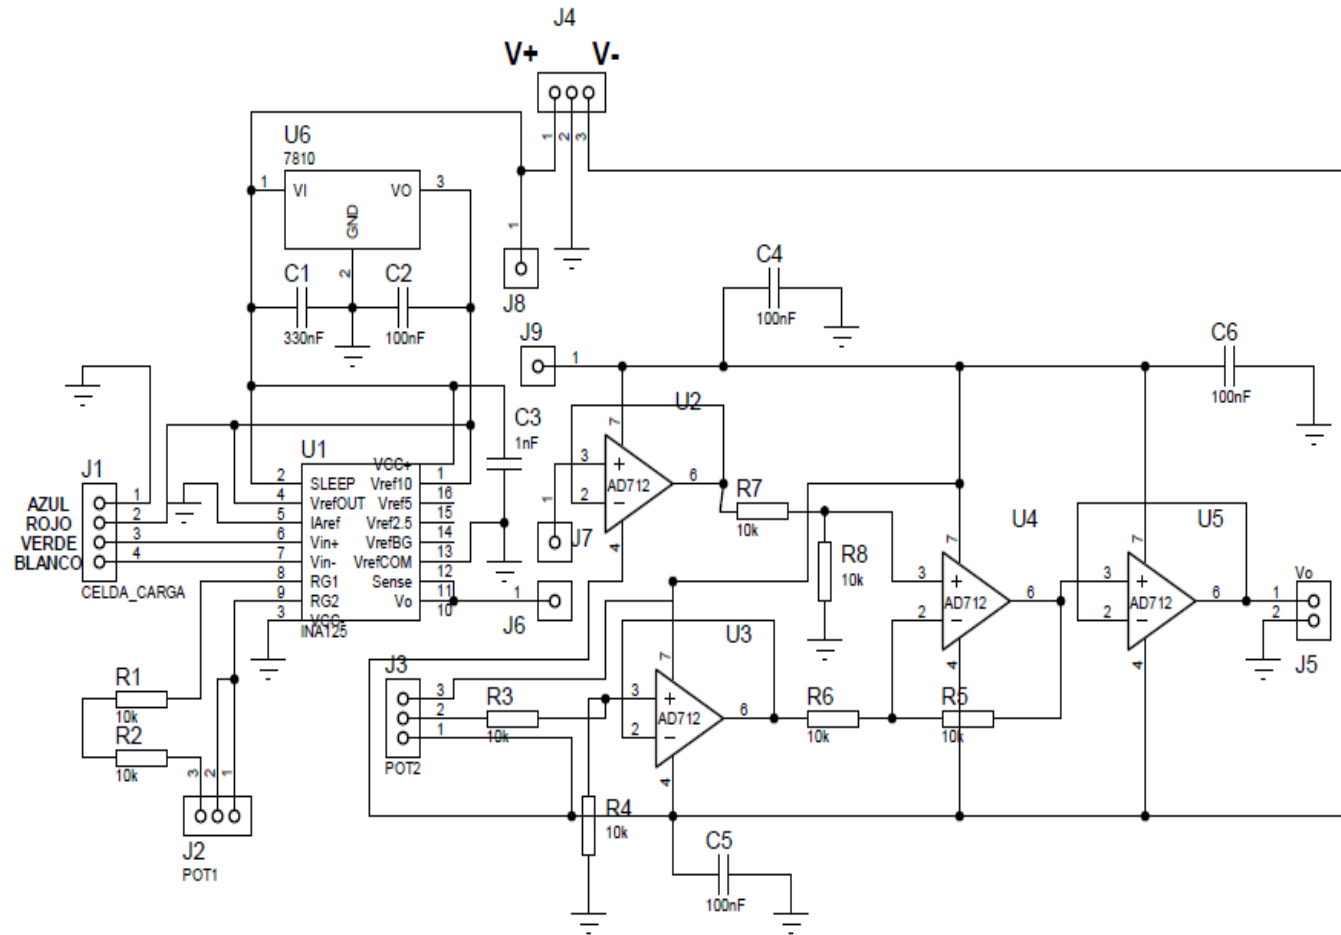 J4
V+ V-
1 2 3
U6
7810
1 VI VO 3
GND
2
C1
330nF
C2
100nF
1
J8
J9
1
C4
100nF
C6
100nF
C3
1nF
U1
VCC+
2 SLEEP Vref10 1
4 VrefOUT Vref5 16
5 IAref Vref2.5 15
6 Vin+ VrefBG 14
7 Vin- VrefCOM 13
8 RG1 Sense 12
9 RG2 Vo 11
3 VCC- 10
INA125
J1
AZUL 1
ROJO 2
VERDE 3
BLANCO 4
CELDA_CARGA
1
J6
1
J7
U2
7
3 +
AD712 6
2 −
4
R7
10k
R8
10k
U4
7
3 +
AD712 6
2 −
4
U5
7
3 +
AD712 6
2 −
4
Vo
1
2
J5
U3
7
3 +
AD712 6
2 −
4
J3
3
2
1
POT2
R3
10k
R6
10k
R5
10k
R4
10k
C5
100nF
R1
10k
R2
10k
3 2 1
J2
POT1